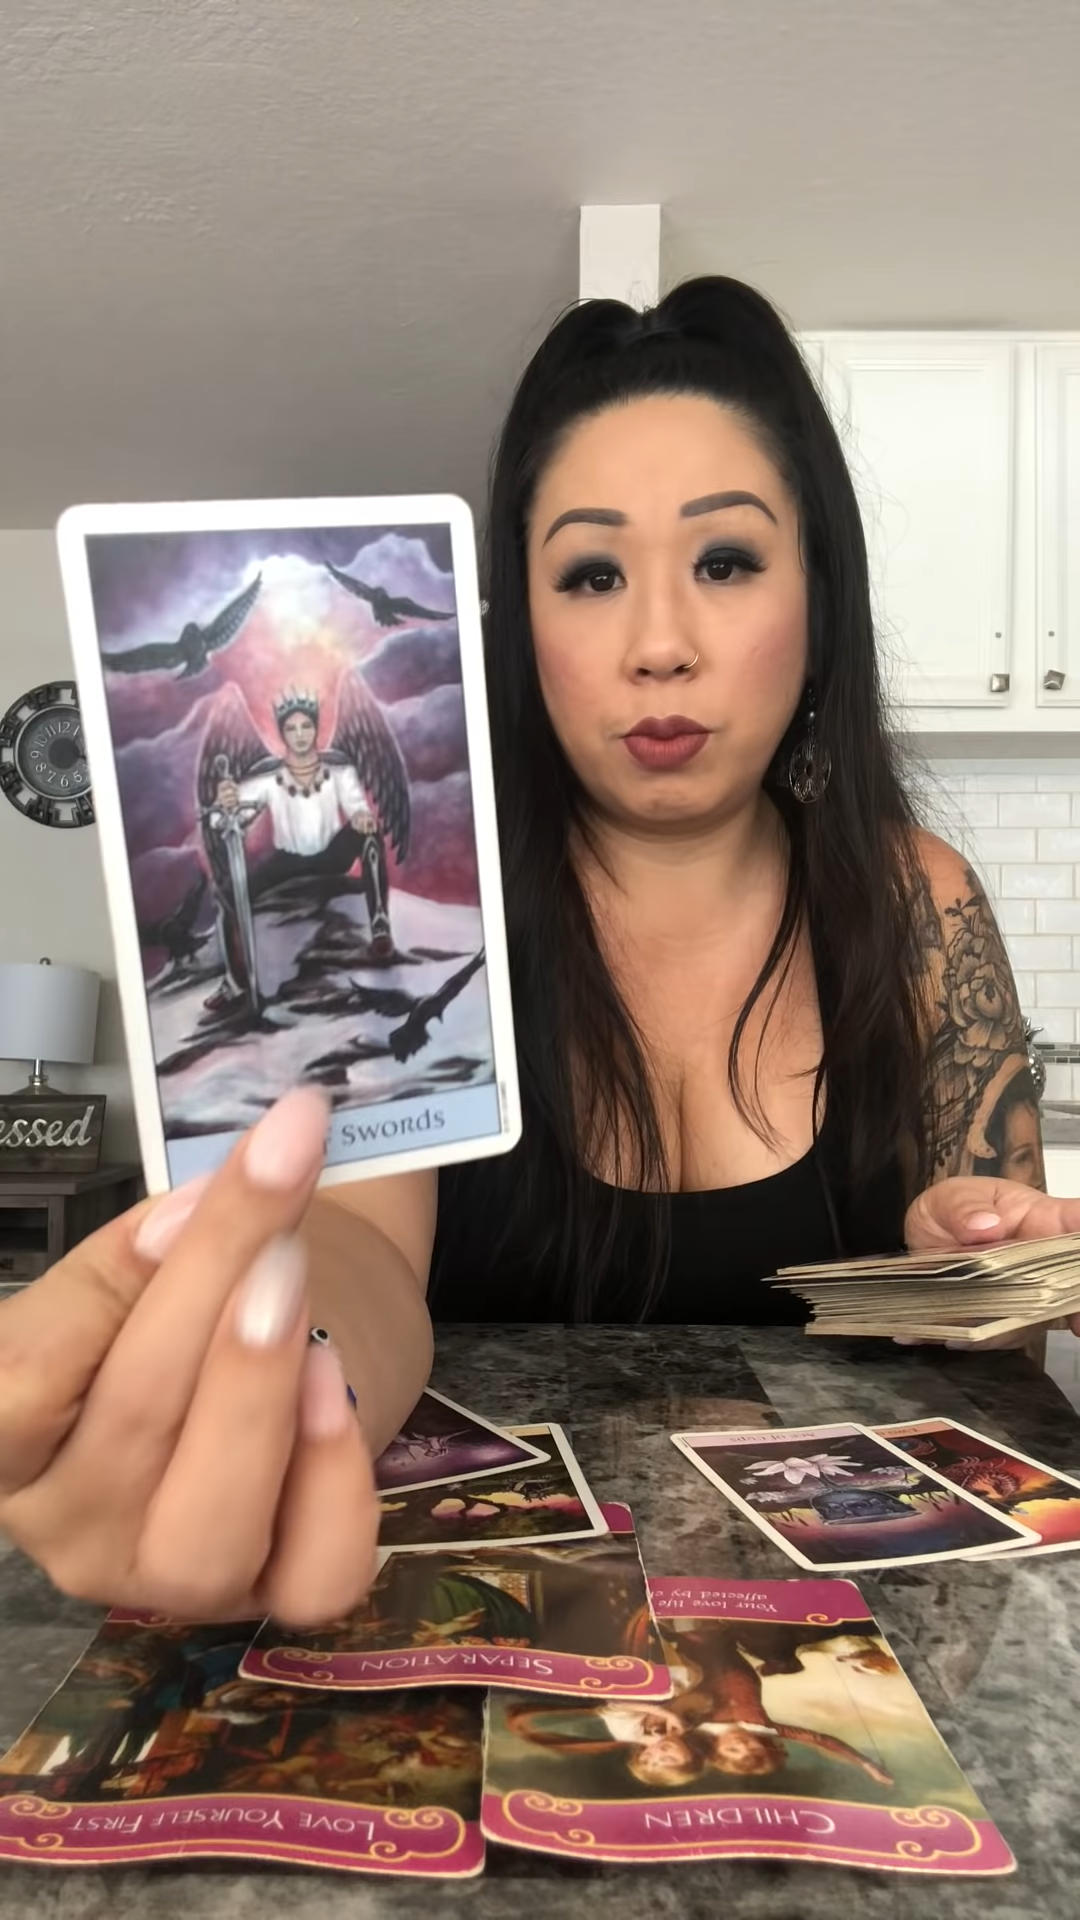 SWORDS
essed
ACE OF CUPS
Your love life
affected by
SEPARATION
LOVE YOURSELF FIRST
CHILDREN